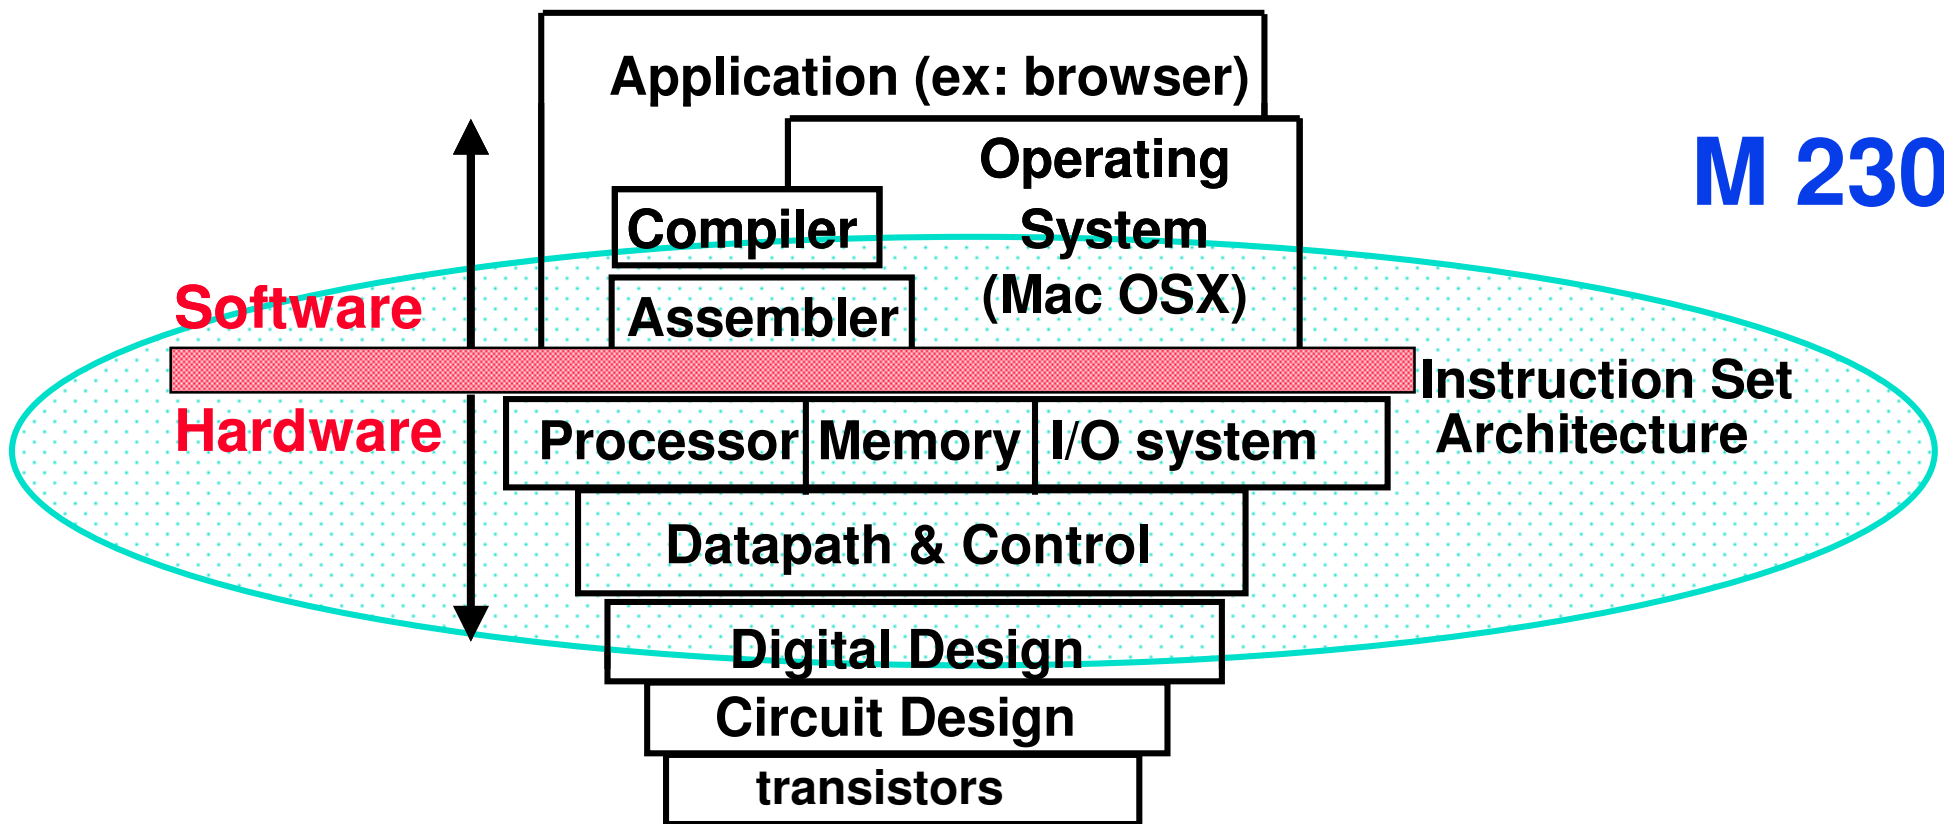 Application (ex: browser)
M 230
Operating
System
(Mac OSX)
Compiler
Assembler
Software
Hardware
Instruction Set
Architecture
Processor
Memory
I/O system
Datapath & Control
Digital Design
Circuit Design
transistors